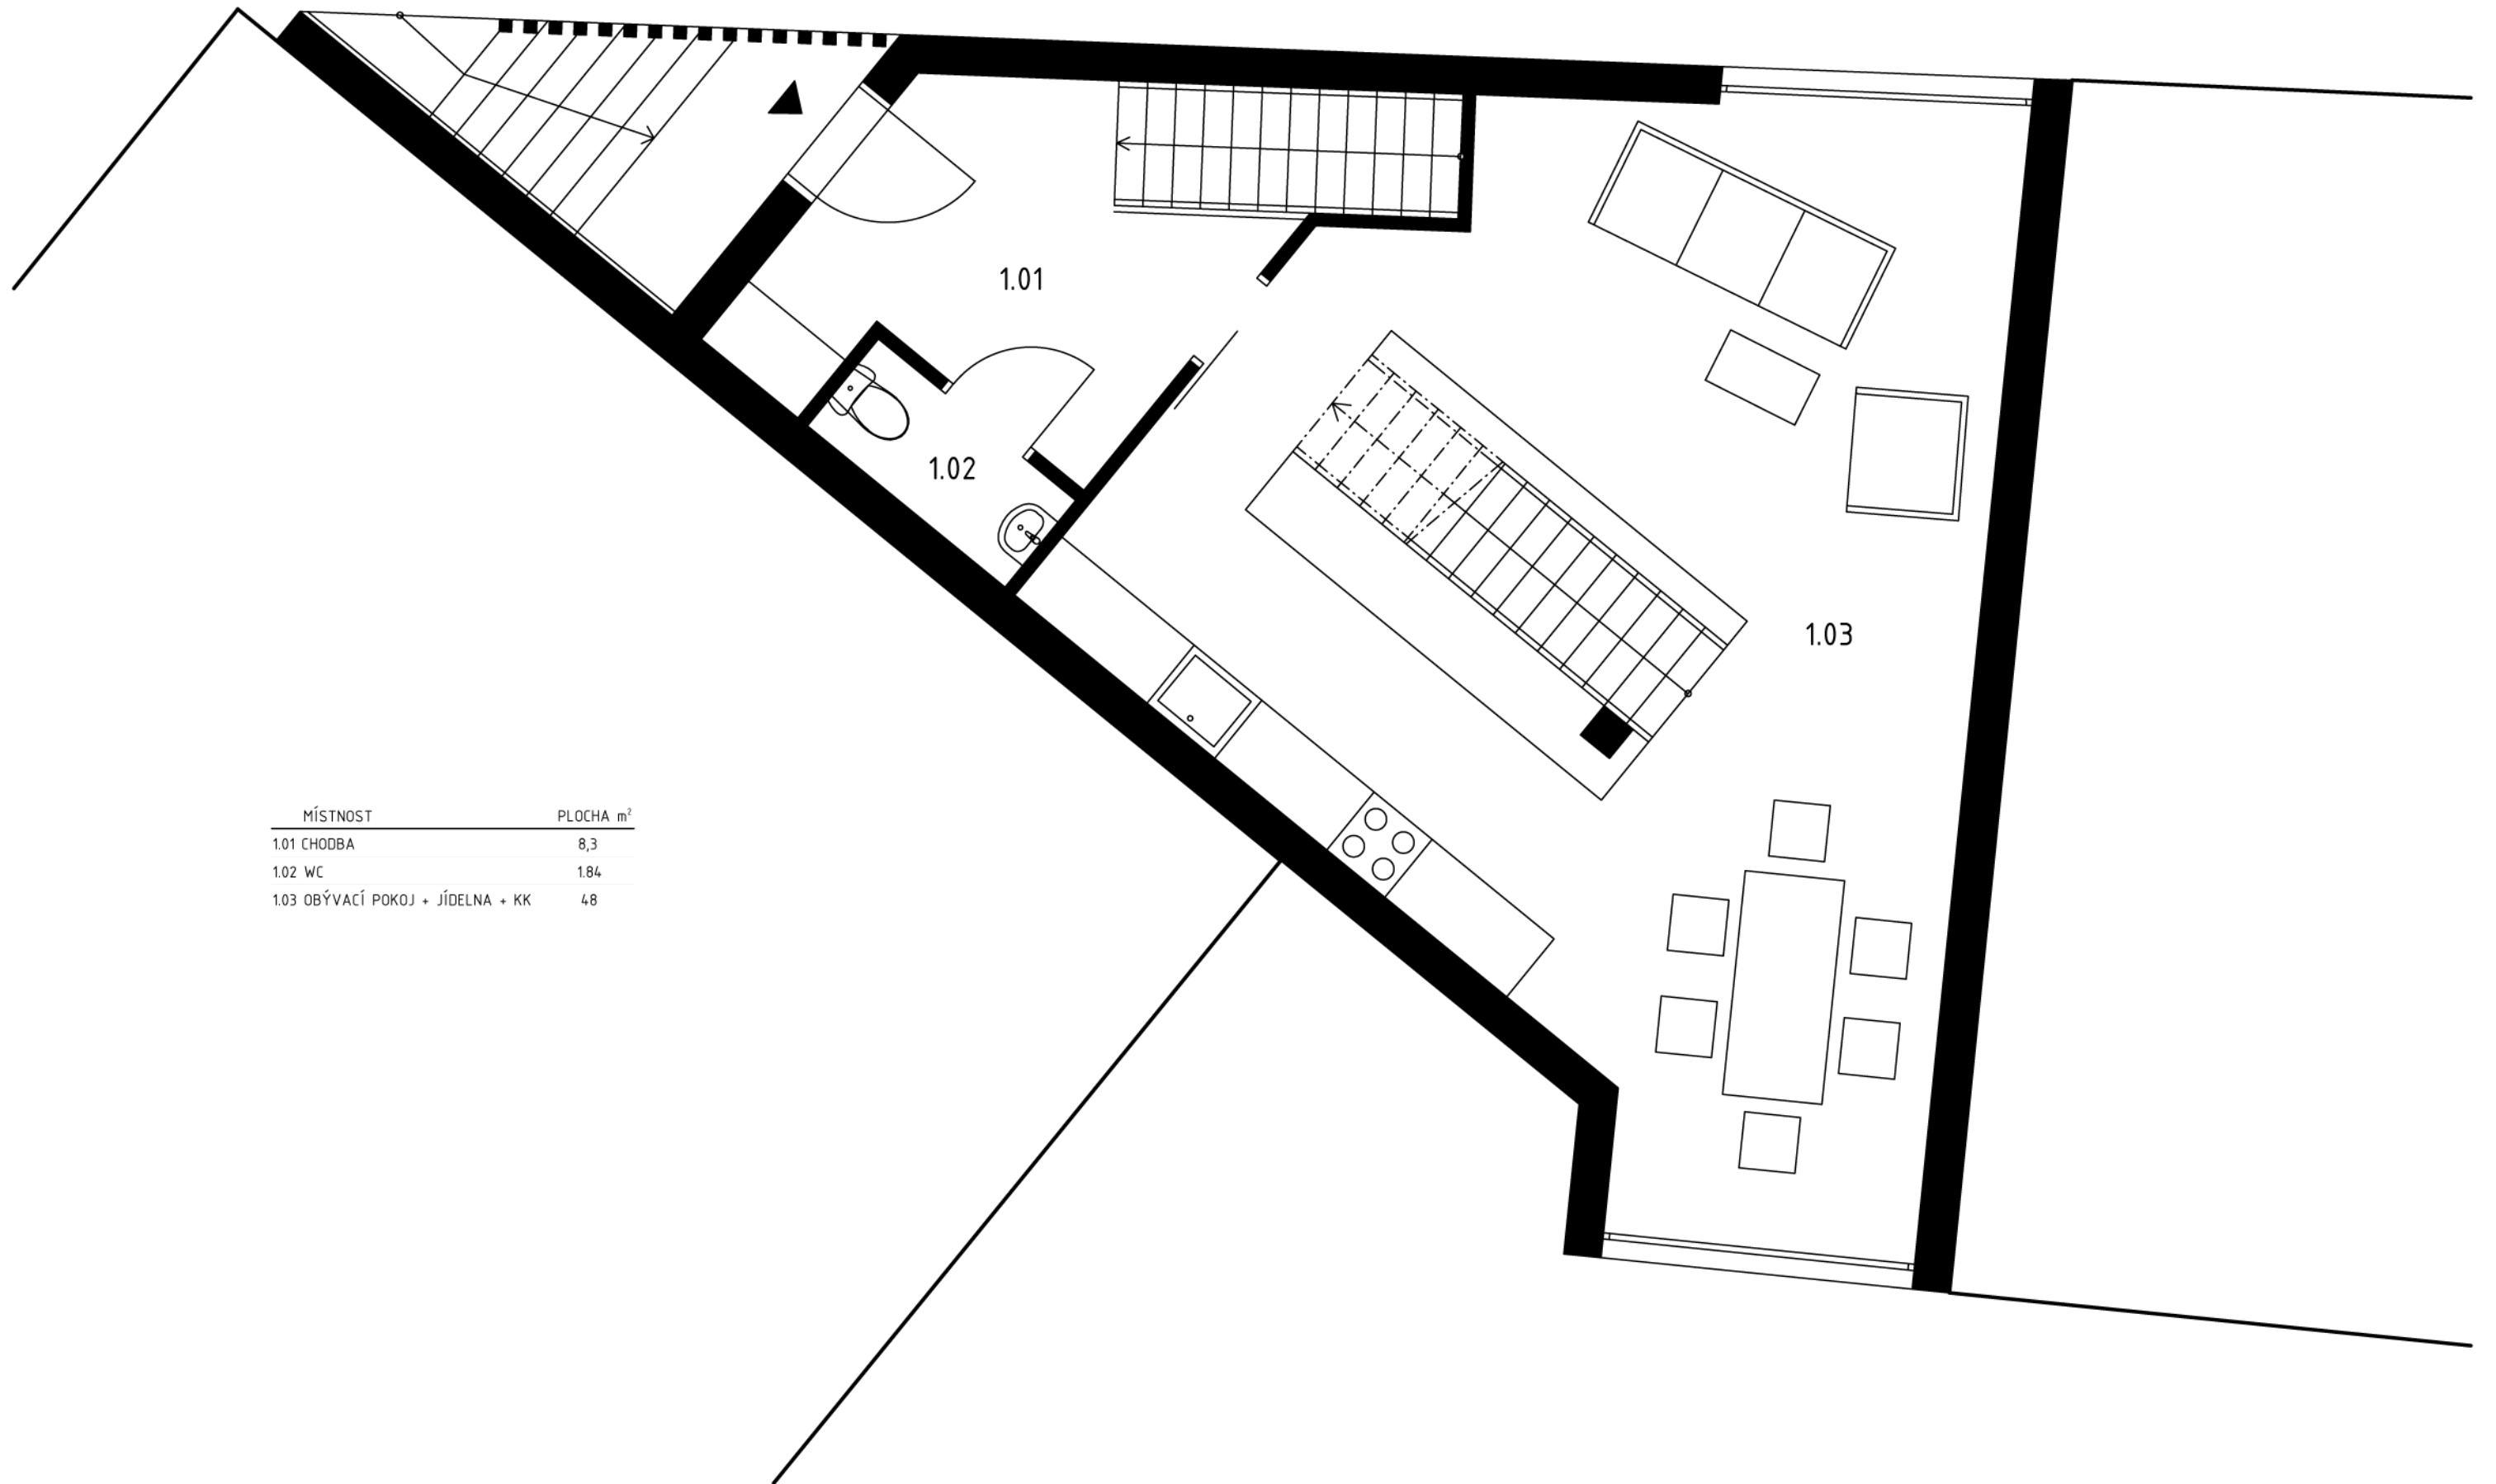 1.01
1.02
1.03
MÍSTNOST PLOCHA m²
1.01 CHODBA 8,3
1.02 WC 1.84
1.03 OBÝVACÍ POKOJ + JÍDELNA + KK 48